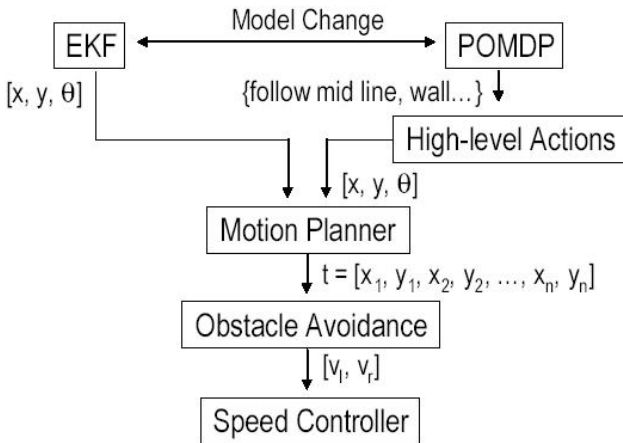 Model Change
EKF
POMDP
[x, y, θ]
{follow mid line, wall...}
High-level Actions
[x, y, θ]
Motion Planner
t = [x₁, y₁, x₂, y₂, ..., xₙ, yₙ]
Obstacle Avoidance
[vₗ, vᵣ]
Speed Controller